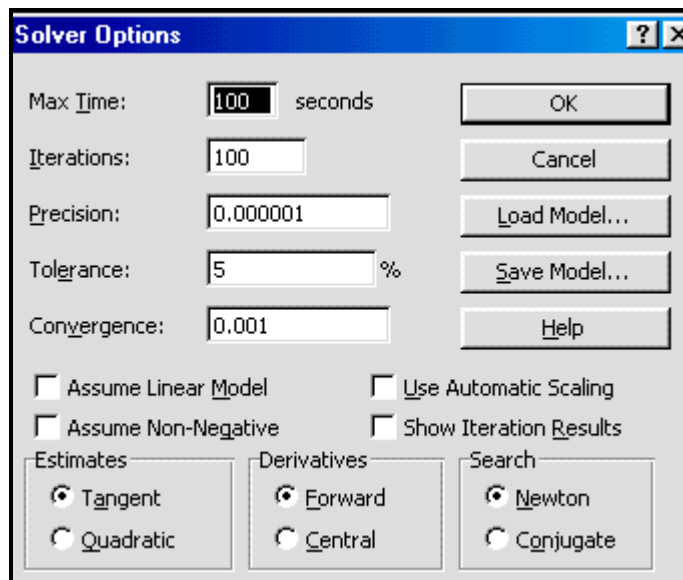 Solver Options
Max Time: 100 seconds OK
Iterations: 100 Cancel
Precision: 0.000001 Load Model...
Tolerance: 5 % Save Model...
Convergence: 0.001 Help
Assume Linear Model Use Automatic Scaling
Assume Non-Negative Show Iteration Results
Estimates Derivatives Search
Tangent Forward Newton
Quadratic Central Conjugate